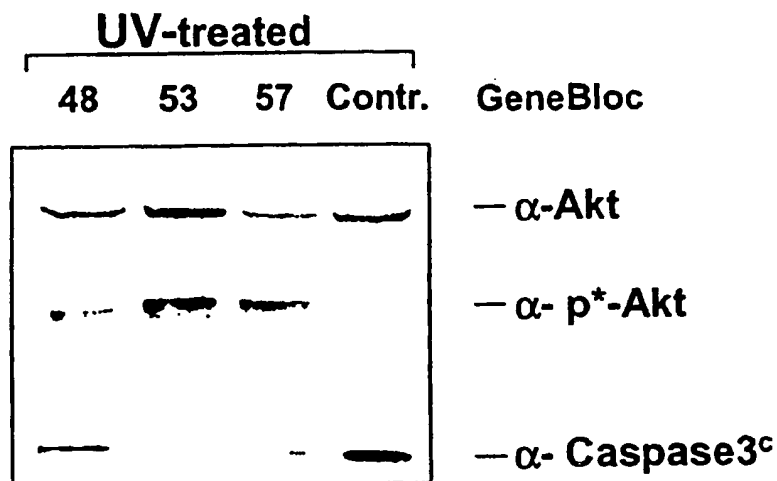 UV-treated
48 53 57 Contr. GeneBloc
— α-Akt
— α- p*-Akt
— α- Caspase3ᶜ